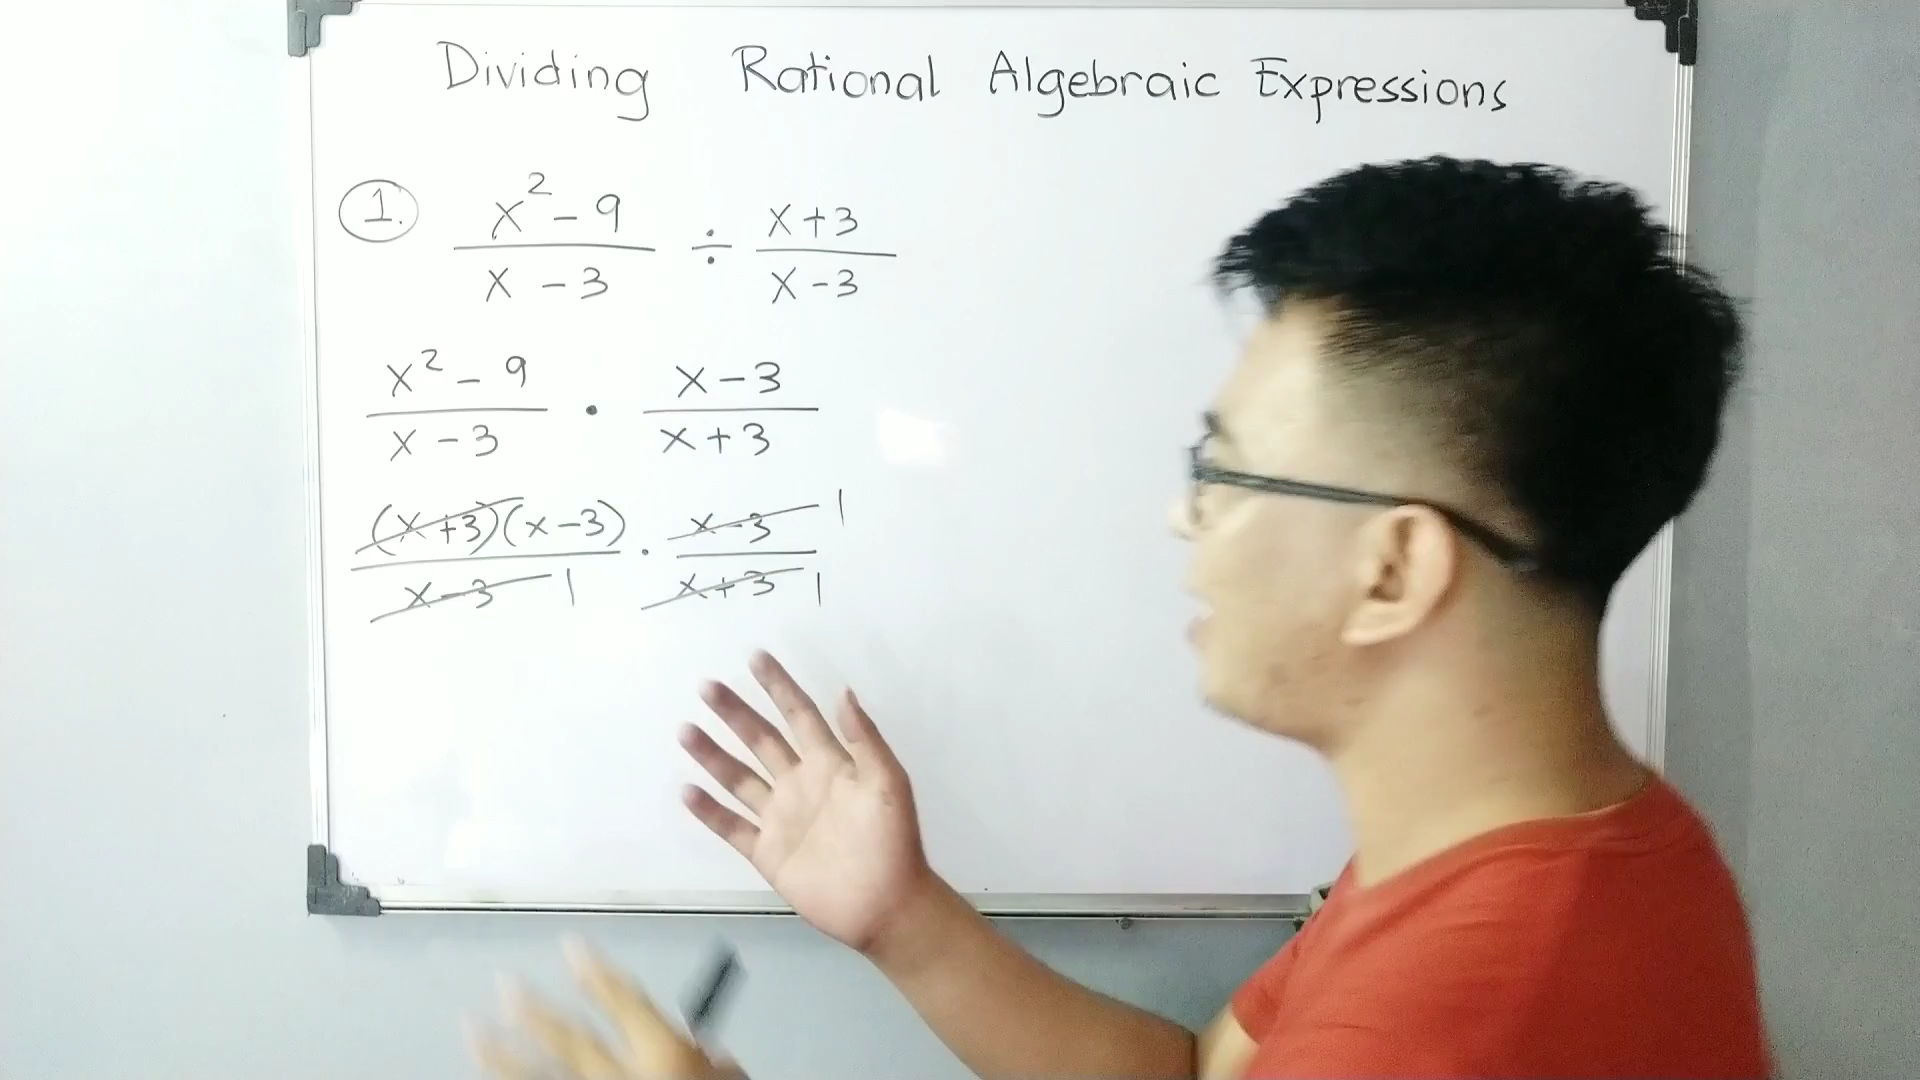 Dividing Rational Algebraic Expressions
1. x² - 9 / x - 3 ÷ x + 3 / x - 3
x² - 9 / x - 3 · x - 3 / x + 3
(x + 3)(x - 3) / x - 3 1 · x - 3 1 / x + 3 1